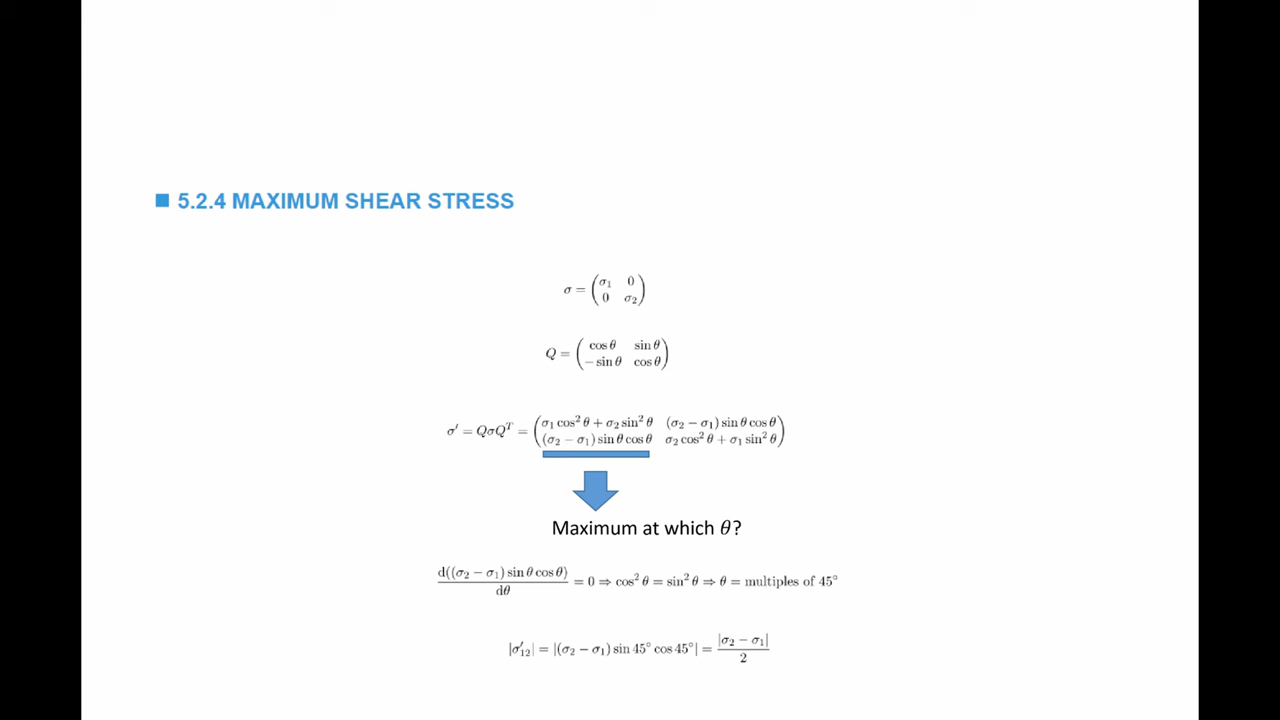 5.2.4 MAXIMUM SHEAR STRESS
σ = (σ₁ 0
0 σ₂)
Q = (cos θ sin θ
− sin θ cos θ)
σ′ = QσQᵀ = (σ₁ cos² θ + σ₂ sin² θ (σ₂ − σ₁) sin θ cos θ
(σ₂ − σ₁) sin θ cos θ σ₂ cos² θ + σ₁ sin² θ)
Maximum at which θ?
d((σ₂ − σ₁) sin θ cos θ)/dθ = 0 ⇒ cos² θ = sin² θ ⇒ θ = multiples of 45°
|σ′₁₂| = |(σ₂ − σ₁) sin 45° cos 45°| = |σ₂ − σ₁|/2